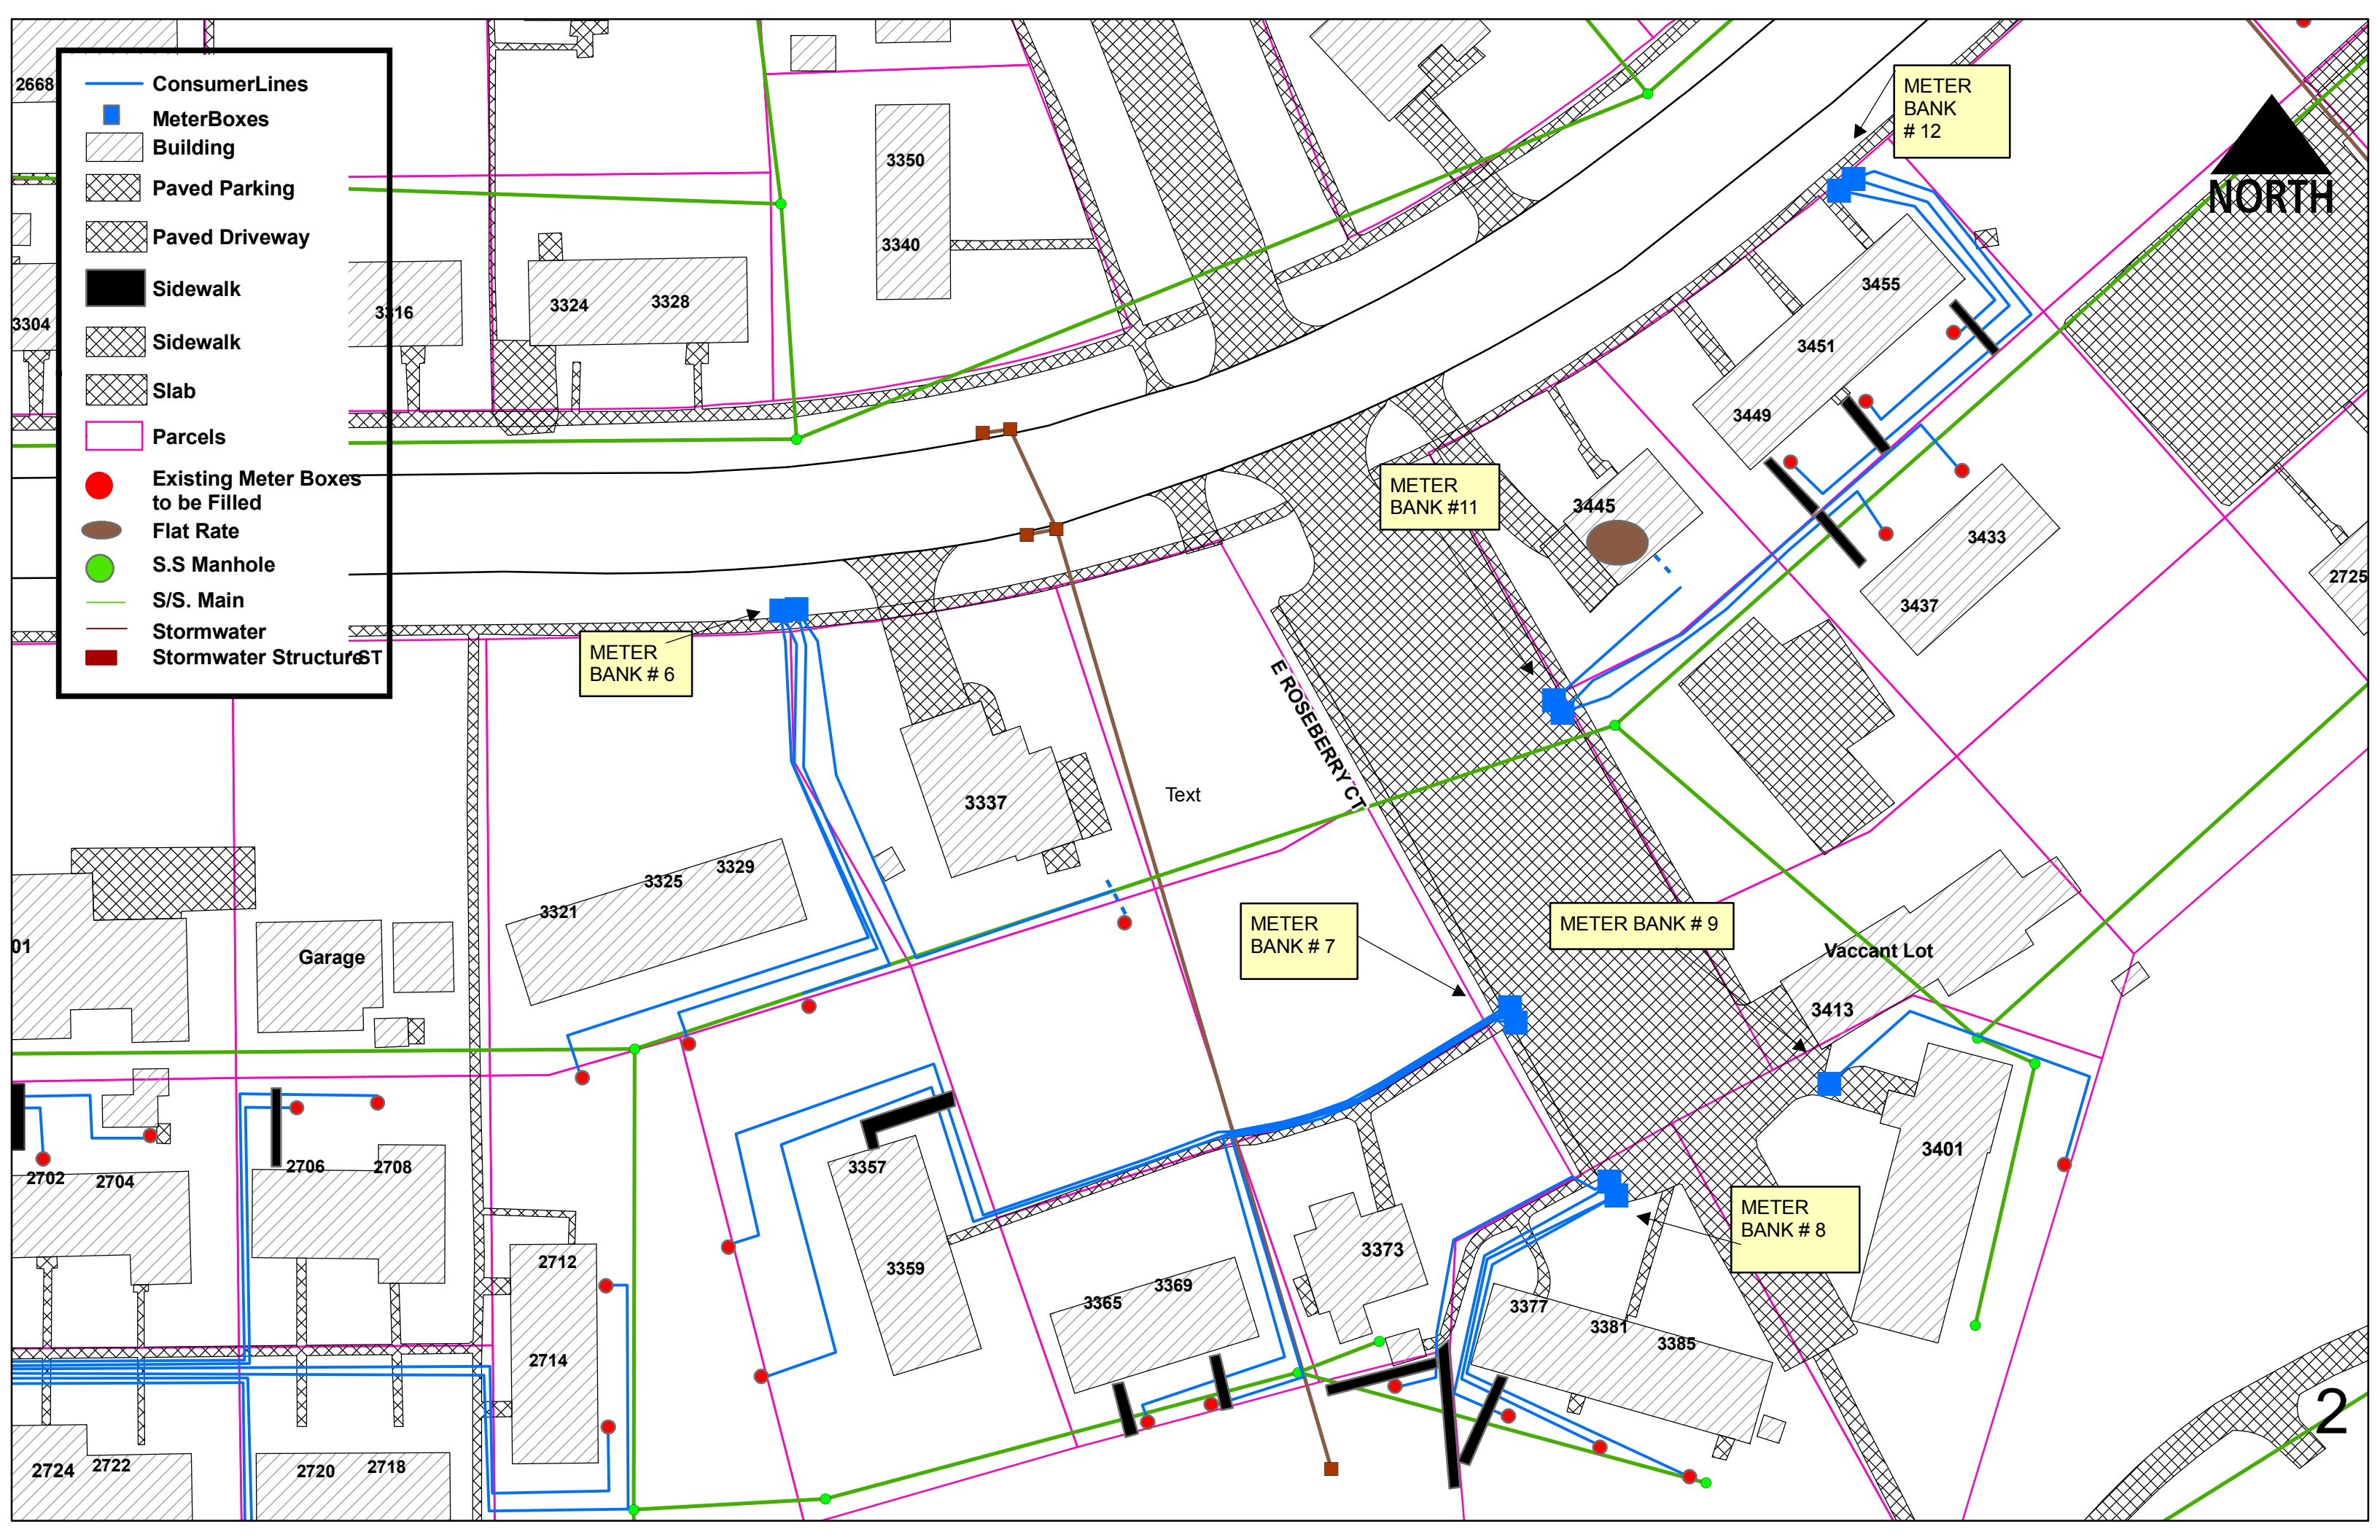 2668
ConsumerLines
MeterBoxes
Building
Paved Parking
Paved Driveway
Sidewalk
Sidewalk
Slab
Parcels
Existing Meter Boxes
to be Filled
Flat Rate
S.S Manhole
S/S. Main
Stormwater
Stormwater Structure
ST
3304
3316
3324
3328
3350
3340
METER
BANK
# 12
NORTH
3455
3451
3449
METER
BANK #11
3445
3433
3437
2725
METER
BANK # 6
E ROSEBERRY CT
3337
Text
3325
3329
3321
METER
BANK # 7
METER BANK # 9
Vaccant Lot
3413
01
Garage
2702
2704
2706
2708
3357
3359
3401
METER
BANK # 8
2712
2714
3365
3369
3373
3377
3381
3385
2724
2722
2720
2718
2